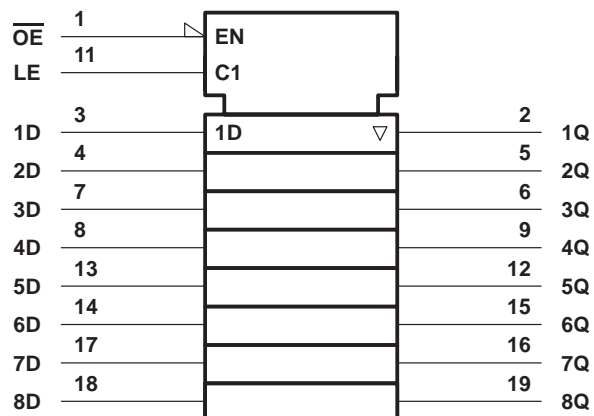 OE 1 EN
LE 11 C1
1D 3 1D ▽ 2 1Q
2D 4 5 2Q
3D 7 6 3Q
4D 8 9 4Q
5D 13 12 5Q
6D 14 15 6Q
7D 17 16 7Q
8D 18 19 8Q